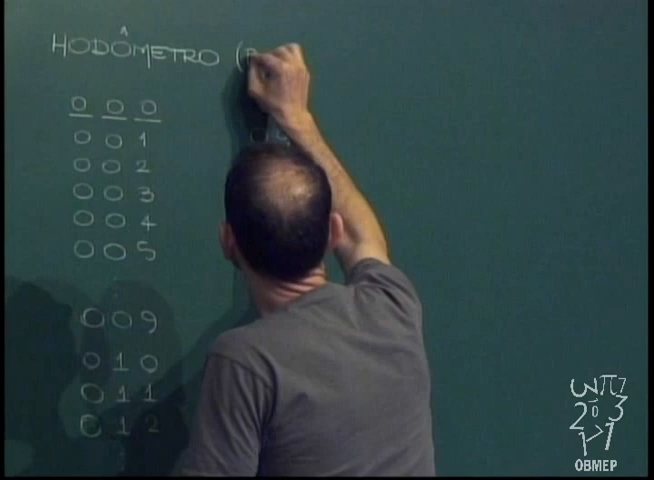 HODÔMETRO (
0 0 0
0 0 1
0 0 2
0 0 3
0 0 4
0 0 5
0 0 9
0 1 0
0 1 1
0 1 2
OBMEP